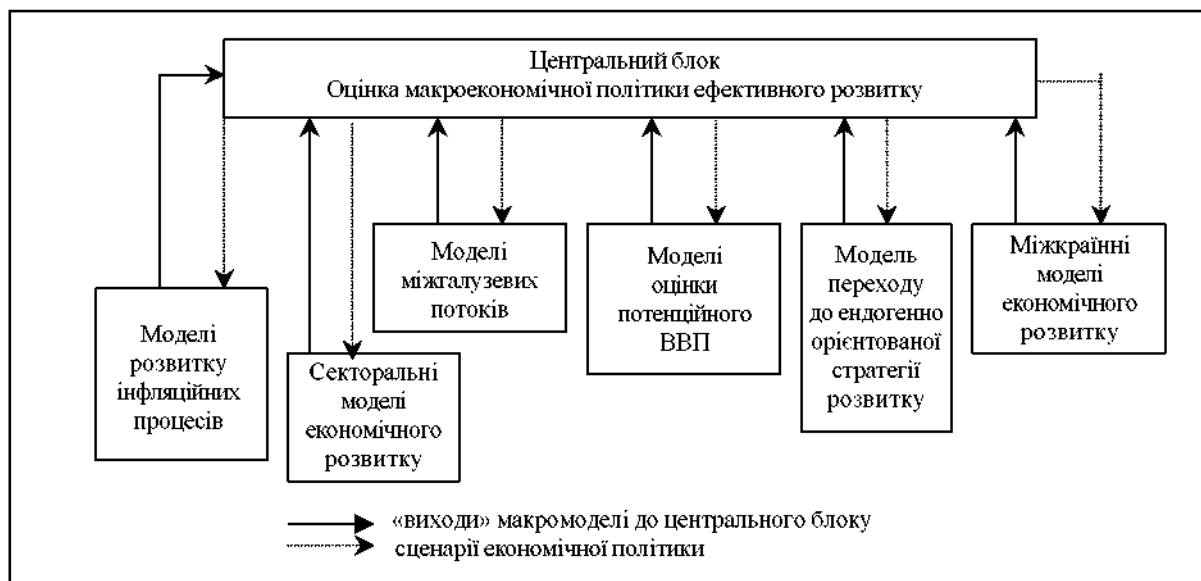 Центральний блок
Оцінка макроекономічної політики ефективного розвитку
Моделі
розвитку
інфляційних
процесів
Секторальні
моделі
економічного
розвитку
Моделі
міжгалузевих
потоків
Моделі
оцінки
потенційного
ВВП
Модель
переходу
до ендогенно
орієнтованої
стратегії
розвитку
Міжкраїнні
моделі
економічного
розвитку
«виходи» макромоделі до центрального блоку
сценарії економічної політики